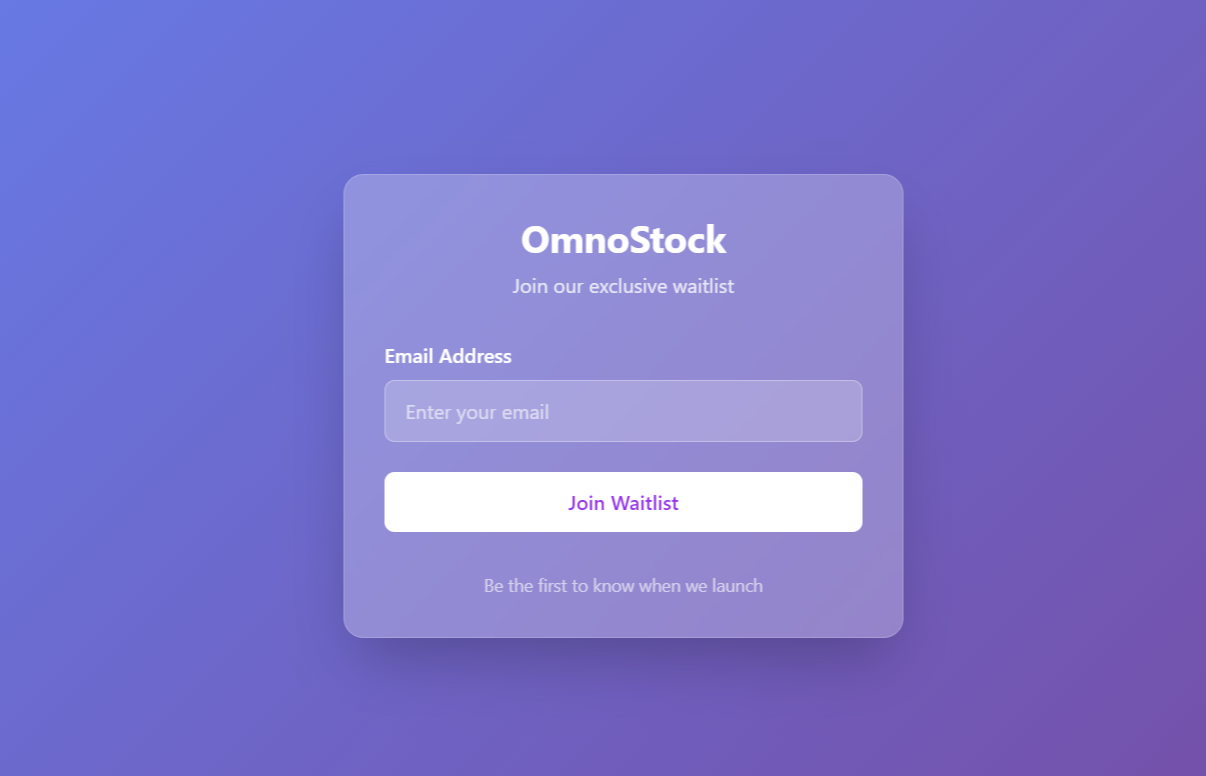 OmnoStock
Join our exclusive waitlist
Email Address
Enter your email
Join Waitlist
Be the first to know when we launch